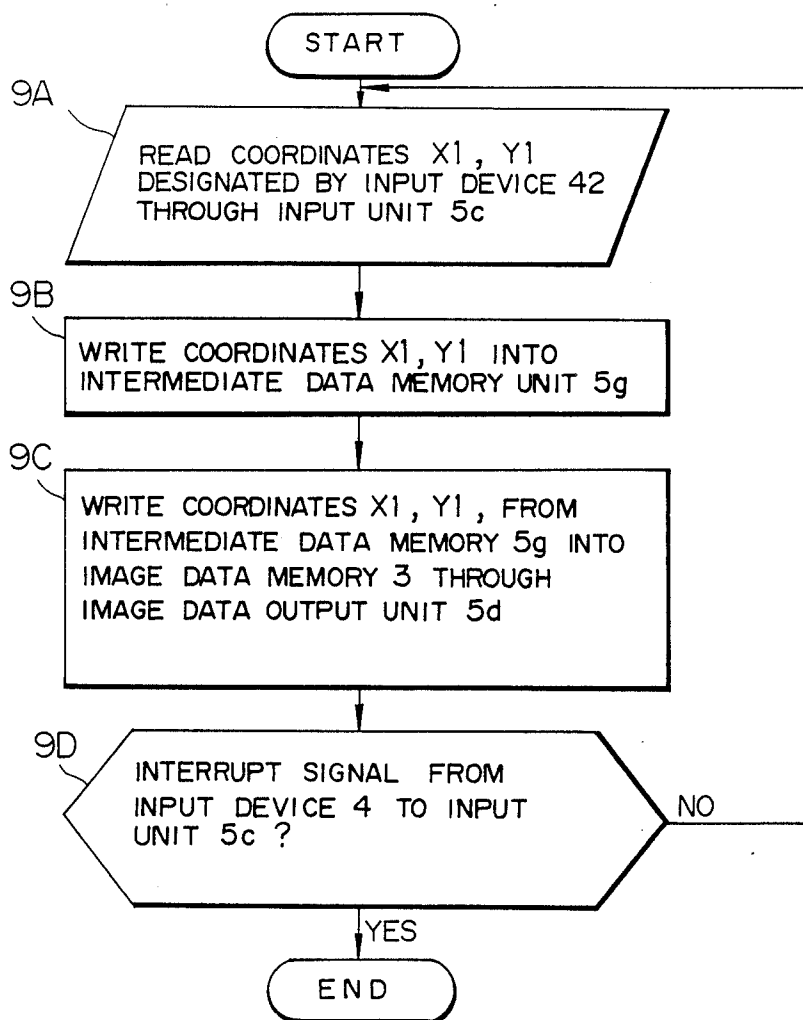 START
9A
READ COORDINATES X1, Y1
DESIGNATED BY INPUT DEVICE 42
THROUGH INPUT UNIT 5c
9B
WRITE COORDINATES X1, Y1 INTO
INTERMEDIATE DATA MEMORY UNIT 5g
9C
WRITE COORDINATES X1, Y1, FROM
INTERMEDIATE DATA MEMORY 5g INTO
IMAGE DATA MEMORY 3 THROUGH
IMAGE DATA OUTPUT UNIT 5d
9D
INTERRUPT SIGNAL FROM
INPUT DEVICE 4 TO INPUT
UNIT 5c ?
NO
YES
END